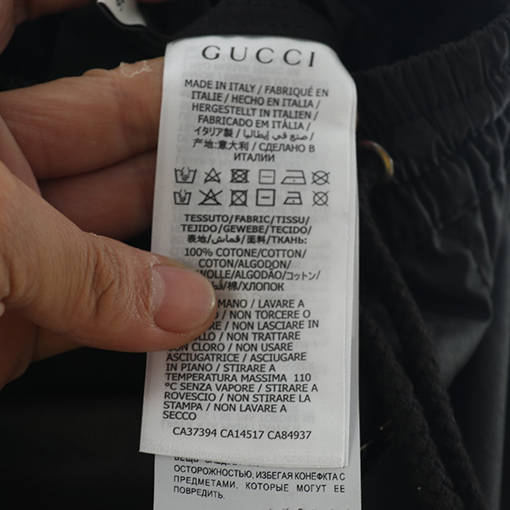 GUCCI
MADE IN ITALY / FABRIQUÉ EN
ITALIE / HECHO EN ITALIA /
HERGESTELLT IN ITALIEN /
FABRICADO EM ITÀLIA /
イタリア製 / صنع في إيطاليا /
产地:意大利 / СДЕЛАНО В
ИТАЛИИ
TESSUTO/FABRIC/TISSU/
TEJIDO/GEWEBE/TECIDO/
表地/قماش/面料/ТКАНЬ:
100% COTONE/COTTON/
COTON/ALGODON/
WOLLE/ALGODÃO/コットン/
/棉/ХЛОПОК
MANO / LAVARE A
/ NON TORCERE O
/ NON LASCIARE IN
/ NON TRATTARE
CON CLORO / NON USARE
ASCIUGATRICE / ASCIUGARE
IN PIANO / STIRARE A
TEMPERATURA MASSIMA 110
°C SENZA VAPORE / STIRARE A
ROVESCIO / NON STIRARE LA
STAMPA / NON LAVARE A
SECCO
CA37394 CA14517 CA84937
ОСТОРОЖНОСТЬЮ, ИЗБЕГАЯ КОНФЕКТА С
ПРЕДМЕТАМИ, КОТОРЫЕ МОГУТ ЕЕ
ПОВРЕДИТЬ.